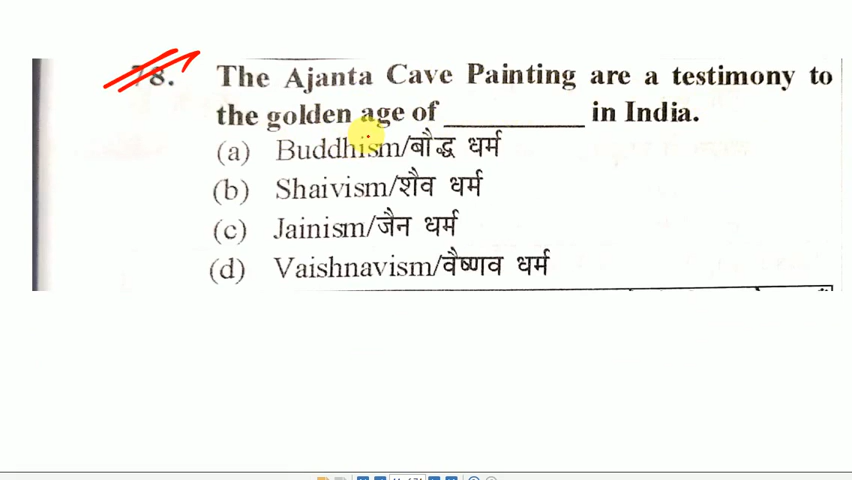 78. The Ajanta Cave Painting are a testimony to
the golden age of __________ in India.
(a) Buddhism/बौद्ध धर्म
(b) Shaivism/शैव धर्म
(c) Jainism/जैन धर्म
(d) Vaishnavism/वैष्णव धर्म